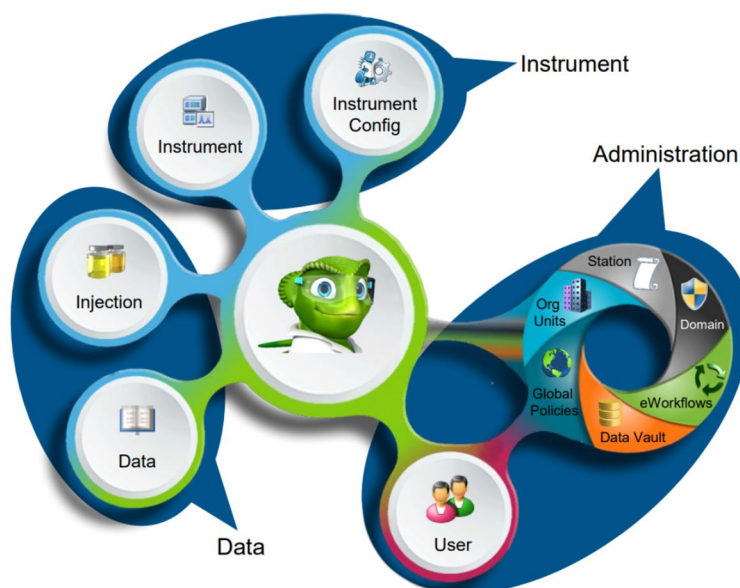 Instrument
Instrument
Config
Instrument
Administration
Injection
Data
Data
User
Station
Org
Units
Domain
Global
Policies
eWorkflows
Data Vault